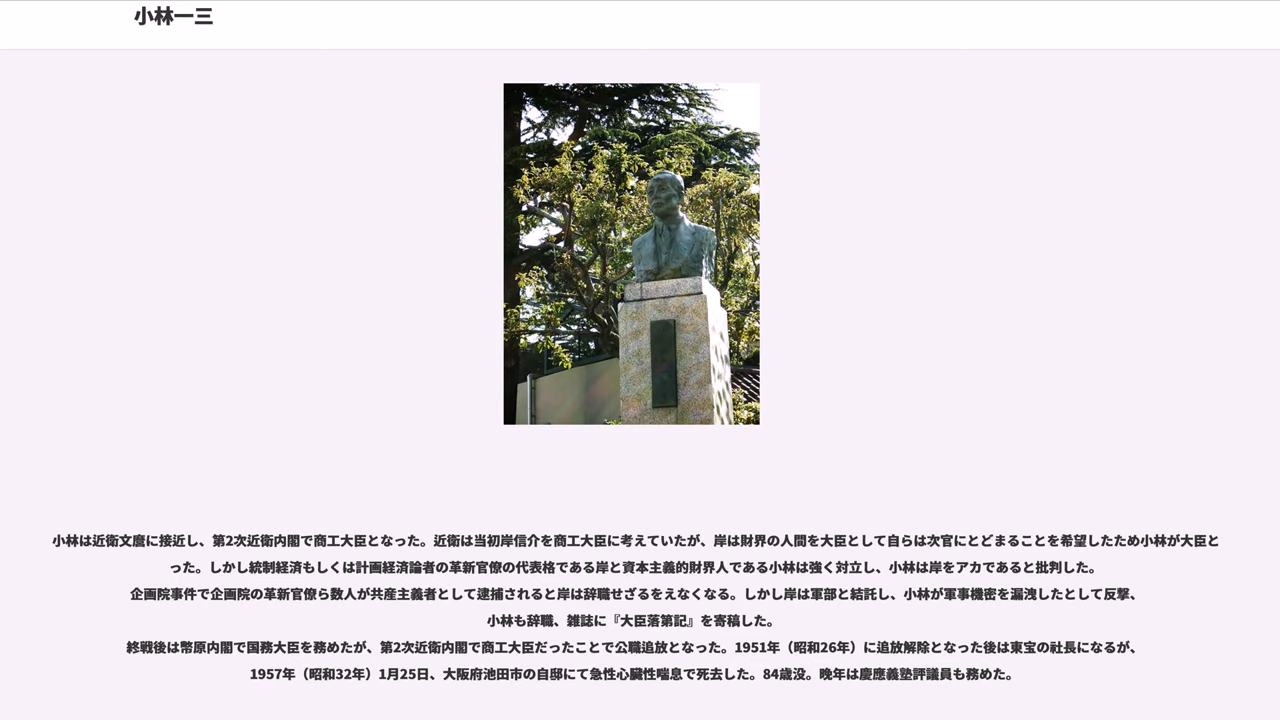 小林一三
小林は近衛文麿に接近し、第2次近衛内閣で商工大臣となった。近衛は当初岸信介を商工大臣に考えていたが、岸は財界の人間を大臣として自らは次官にとどまることを希望したため小林が大臣と
った。しかし統制経済もしくは計画経済論者の革新官僚の代表格である岸と資本主義的財界人である小林は強く対立し、小林は岸をアカであると批判した。
企画院事件で企画院の革新官僚ら数人が共産主義者として逮捕されると岸は辞職せざるをえなくなる。しかし岸は軍部と結託し、小林が軍事機密を漏洩したとして反撃、
小林も辞職、雑誌に『大臣落第記』を寄稿した。
終戦後は幣原内閣で国務大臣を務めたが、第2次近衛内閣で商工大臣だったことで公職追放となった。1951年（昭和26年）に追放解除となった後は東宝の社長になるが、
1957年（昭和32年）1月25日、大阪府池田市の自邸にて急性心臓性喘息で死去した。84歳没。晩年は慶應義塾評議員も務めた。